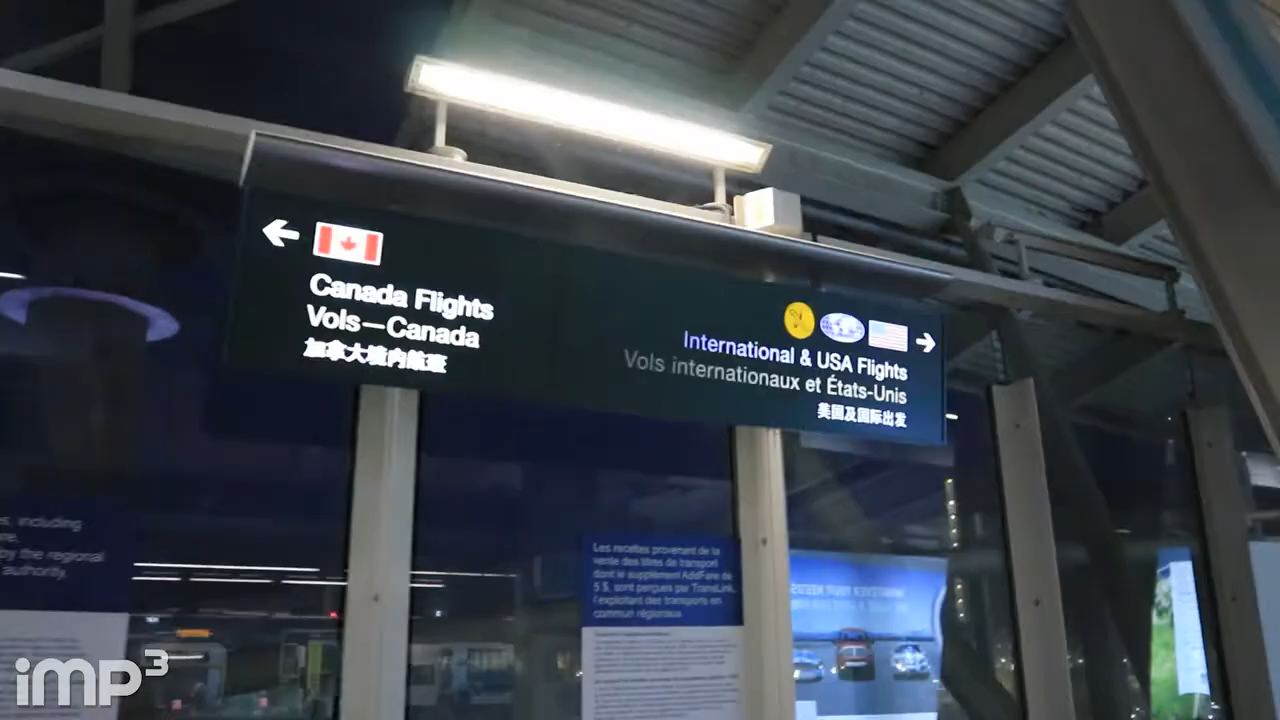 Canada Flights
Vols—Canada
加拿大境内航班
International & USA Flights
Vols internationaux et États-Unis
美国及国际出发
including
by the regional
authority.
Les recettes provenant de la
vente des titres de transport
dont le supplément AddFare de
5 $, sont perçues par TransLink,
l'exploitant des transports en
commun régionaux.
iMP³